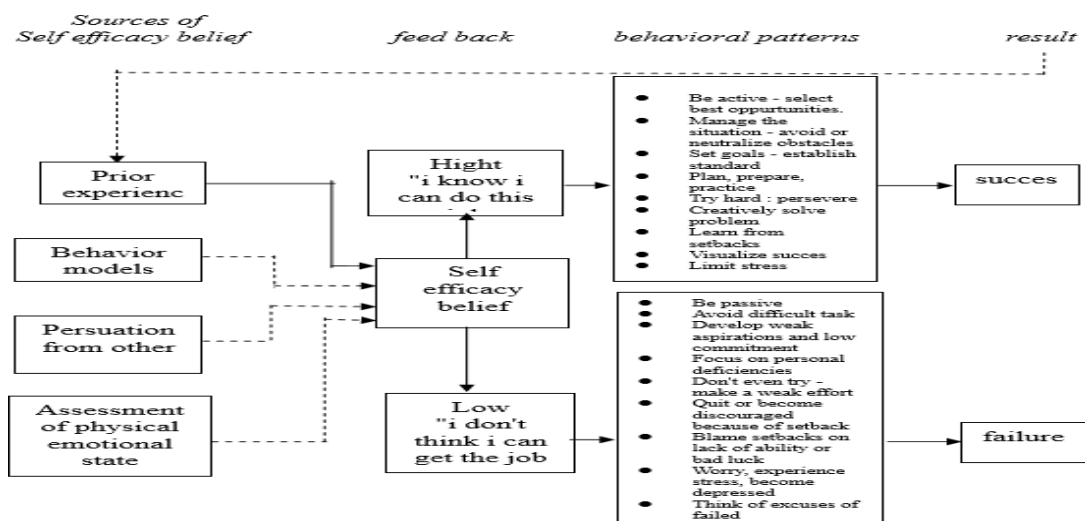 Sources of
Self efficacy belief
feed back
behavioral patterns
result
Prior
experienc
Behavior
models
Persuation
from other
Assessment
of physical
emotional
state
Hight
"i know i
can do this
Self
efficacy
belief
Low
"i don't
think i can
get the job
● Be active - select
best oppurtunities.
● Manage the
situation - avoid or
neutralize obstacles
● Set goals - establish
standard
● Plan, prepare,
practice
● Try hard : persevere
● Creatively solve
problem
● Learn from
setbacks
● Visualize succes
● Limit stress
● Be passive
● Avoid difficult task
● Develop weak
aspirations and low
commitment
● Focus on personal
deficiencies
● Don't even try -
make a weak effort
● Quit or become
discouraged
because of setback
● Blame setbacks on
lack of ability or
bad luck
● Worry, experience
stress, become
depressed
● Think of excuses of
failed
succes
failure